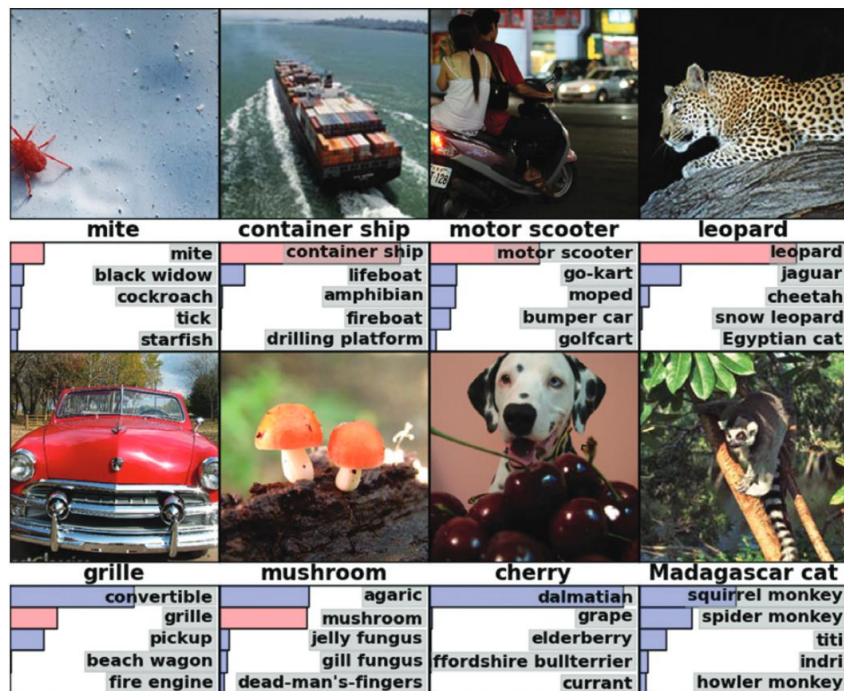 mite
container ship
motor scooter
leopard
mite
black widow
cockroach
tick
starfish
container ship
lifeboat
amphibian
fireboat
drilling platform
motor scooter
go-kart
moped
bumper car
golfcart
leopard
jaguar
cheetah
snow leopard
Egyptian cat
grille
mushroom
cherry
Madagascar cat
convertible
grille
pickup
beach wagon
fire engine
agaric
mushroom
jelly fungus
gill fungus
dead-man's-fingers
dalmatian
grape
elderberry
ffordshire bullterrier
currant
squirrel monkey
spider monkey
titi
indri
howler monkey